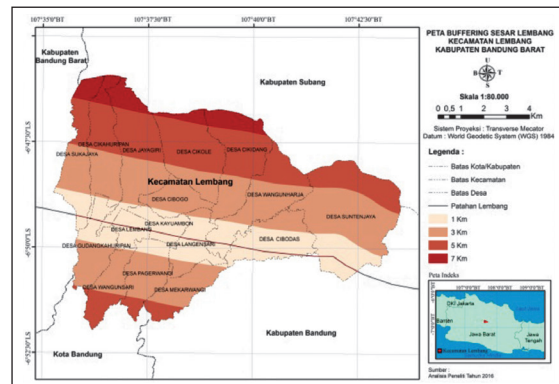 107°35'0"BT
107°37'30"BT
107°40'0"BT
107°42'30"BT
Kabupaten
Bandung Barat
Kabupaten Subang
DESA CIKAHURIPAN
DESA SUKAJAYA
DESA JAYAGIRI
DESA CIKOLE
DESA CIKIDANG
Kecamatan Lembang
DESA WANGUNHARJA
DESA CIBOGO
DESA SUNTENJAYA
DESA KAYUAMBON
DESA LEMBANG
DESA LANGENSARI
DESA CIBODAS
DESA GUDANGKAHURIPAN
DESA PAGERWANGI
DESA WANGUNSARI
DESA MEKARWANGI
Kabupaten Bandung
Kota Bandung
PETA BUFFERING SESAR LEMBANG
KECAMATAN LEMBANG
KABUPATEN BANDUNG BARAT
U
B T
S
Skala 1:80.000
0 0,5 1 2 3 4
Km
Sistem Proyeksi : Transverse Mecator
Datum : World Geodetic System (WGS) 1984
Legenda :
Batas Kota/Kabupaten
Batas Kecamatan
Batas Desa
Patahan Lembang
1 Km
3 Km
5 Km
7 Km
Peta Indeks
DKI Jakarta
Banten
Jawa Barat
Jawa
Tengah
Kecamatan Lembang
Sumber :
Analisis Peneliti Tahun 2016